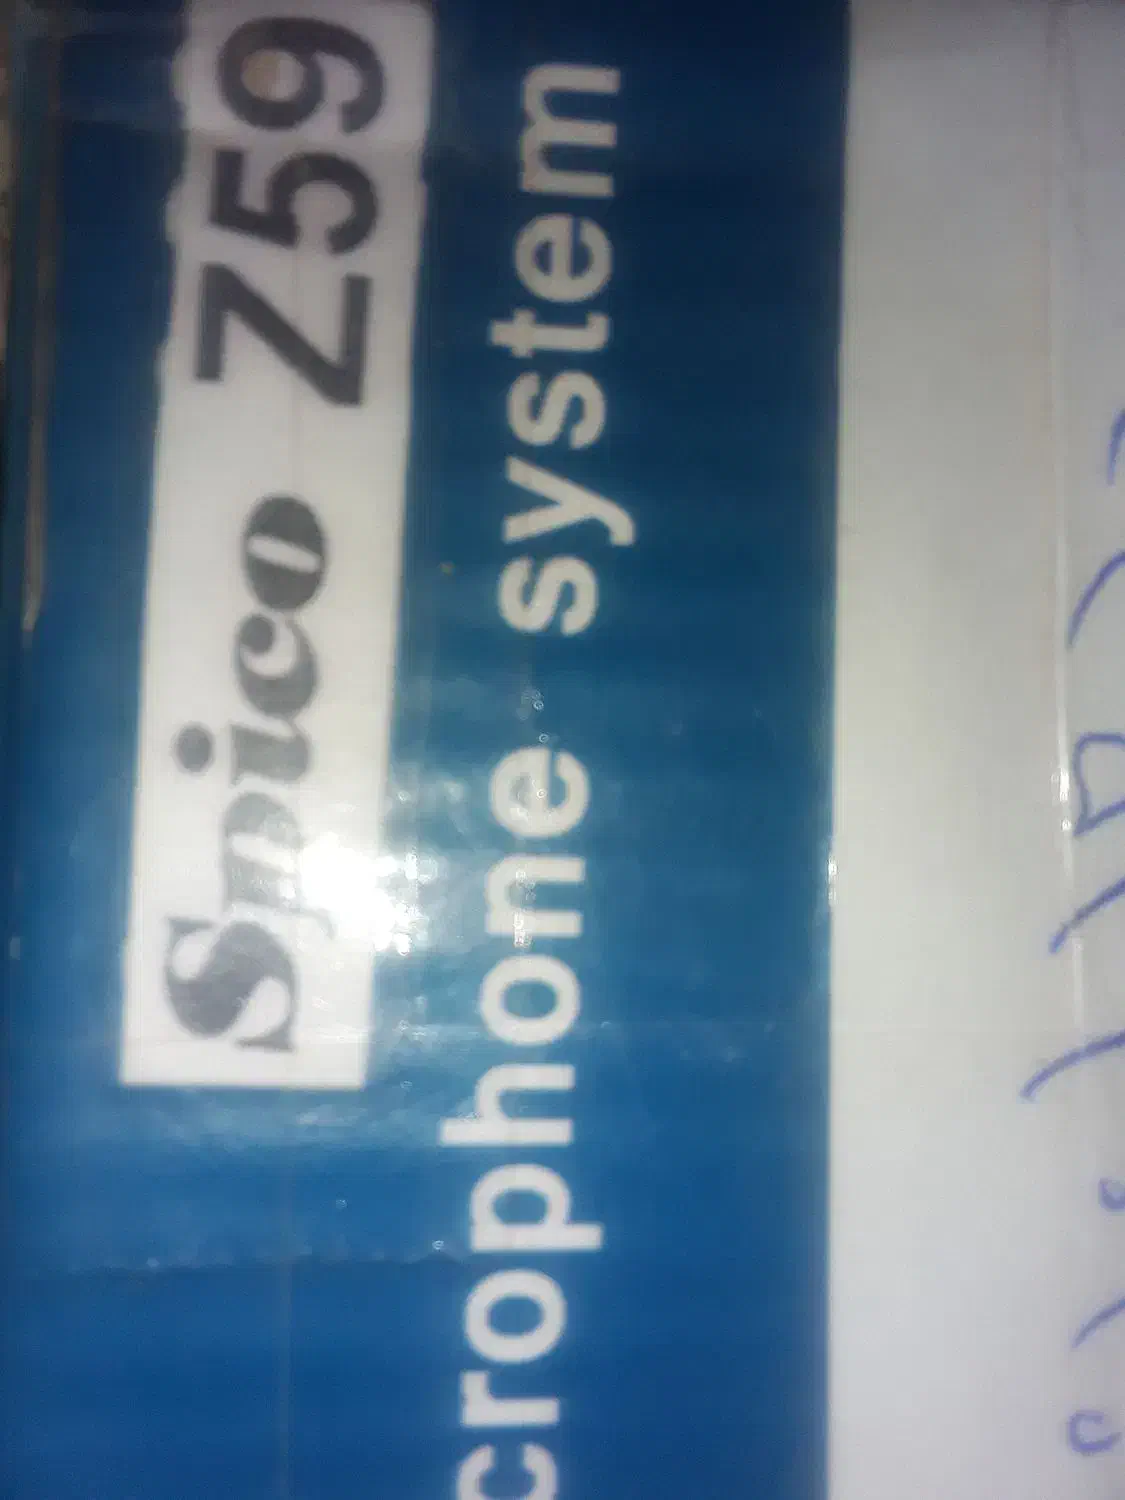 Spico Z59
crophone system